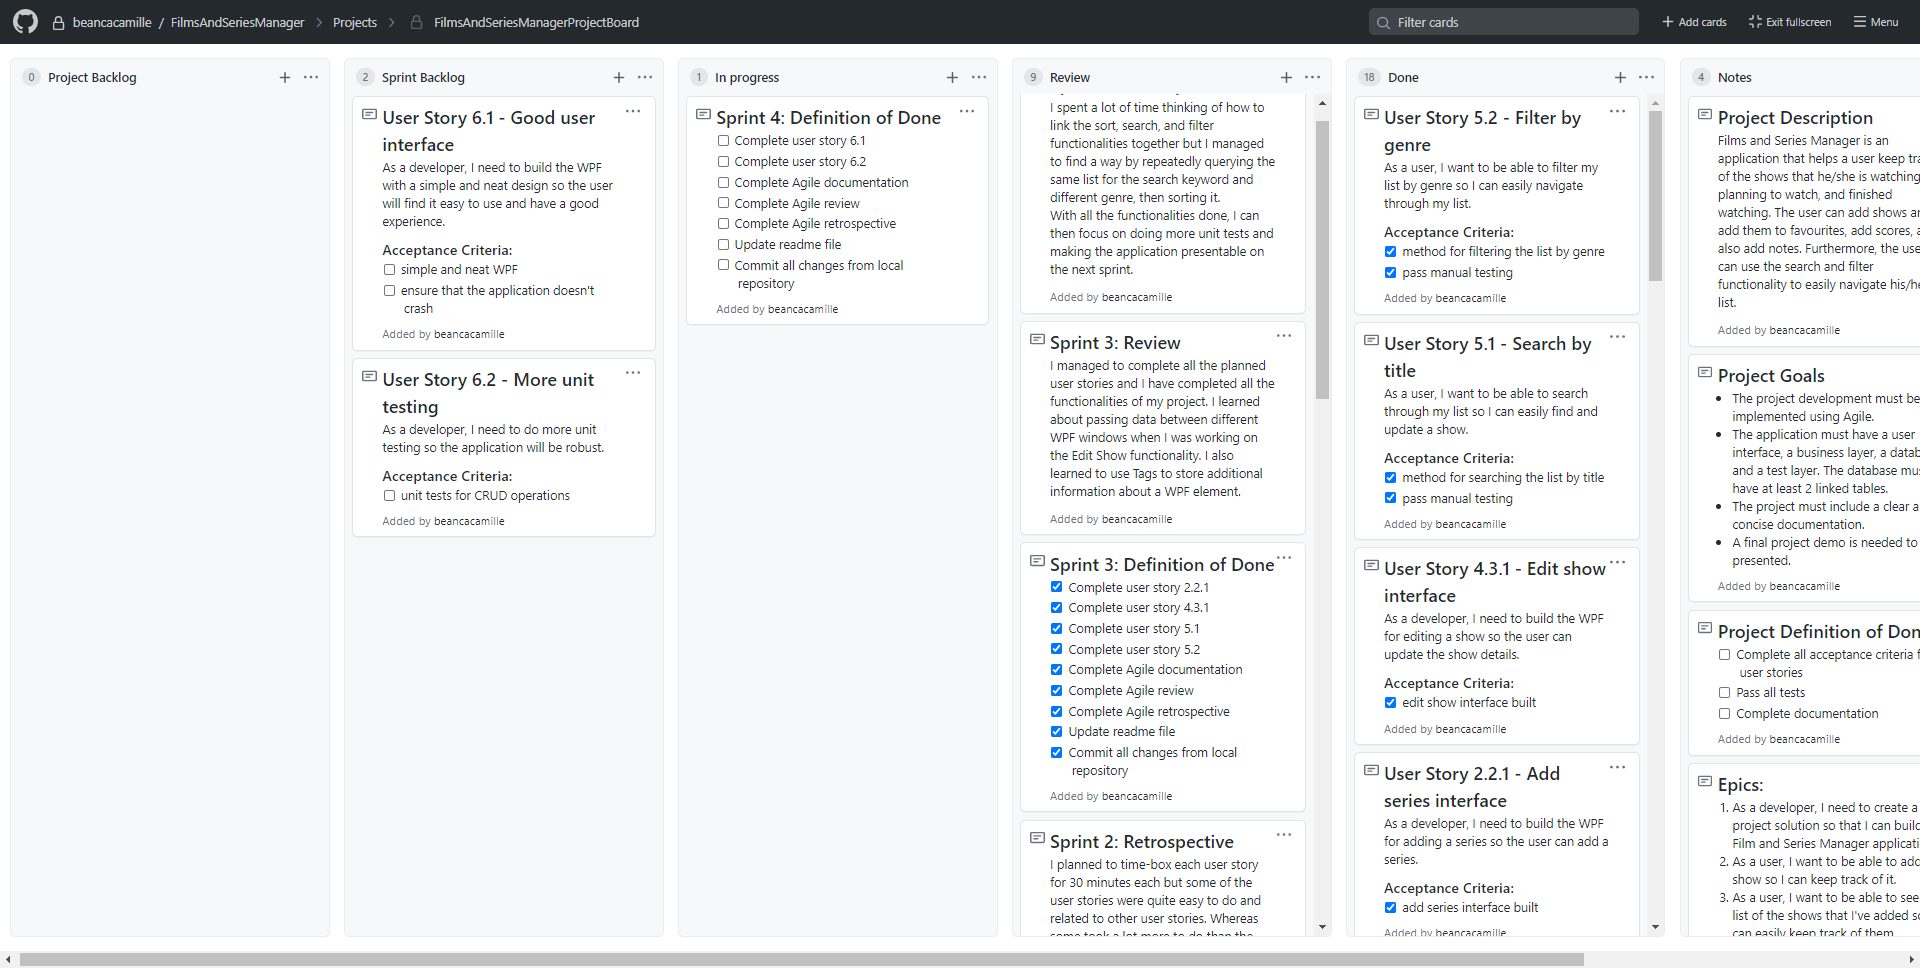 beancacamille / FilmsAndSeriesManager
Projects
FilmsAndSeriesManagerProjectBoard
Filter cards
Add cards
Exit fullscreen
Menu
0 Project Backlog
2 Sprint Backlog
User Story 6.1 - Good user
interface
As a developer, I need to build the WPF
with a simple and neat design so the user
will find it easy to use and have a good
experience.
Acceptance Criteria:
simple and neat WPF
ensure that the application doesn't
crash
Added by beancacamille
User Story 6.2 - More unit
testing
As a developer, I need to do more unit
testing so the application will be robust.
Acceptance Criteria:
unit tests for CRUD operations
Added by beancacamille
1 In progress
Sprint 4: Definition of Done
Complete user story 6.1
Complete user story 6.2
Complete Agile documentation
Complete Agile review
Complete Agile retrospective
Update readme file
Commit all changes from local
repository
Added by beancacamille
9 Review
I spent a lot of time thinking of how to
link the sort, search, and filter
functionalities together but I managed
to find a way by repeatedly querying the
same list for the search keyword and
different genre, then sorting it.
With all the functionalities done, I can
then focus on doing more unit tests and
making the application presentable on
the next sprint.
Added by beancacamille
Sprint 3: Review
I managed to complete all the planned
user stories and I have completed all the
functionalities of my project. I learned
about passing data between different
WPF windows when I was working on
the Edit Show functionality. I also
learned to use Tags to store additional
information about a WPF element.
Added by beancacamille
Sprint 3: Definition of Done
Complete user story 2.2.1
Complete user story 4.3.1
Complete user story 5.1
Complete user story 5.2
Complete Agile documentation
Complete Agile review
Complete Agile retrospective
Update readme file
Commit all changes from local
repository
Added by beancacamille
Sprint 2: Retrospective
I planned to time-box each user story
for 30 minutes each but some of the
user stories were quite easy to do and
related to other user stories. Whereas
some took a lot more to do than the
18 Done
User Story 5.2 - Filter by
genre
As a user, I want to be able to filter my
list by genre so I can easily navigate
through my list.
Acceptance Criteria:
method for filtering the list by genre
pass manual testing
Added by beancacamille
User Story 5.1 - Search by
title
As a user, I want to be able to search
through my list so I can easily find and
update a show.
Acceptance Criteria:
method for searching the list by title
pass manual testing
Added by beancacamille
User Story 4.3.1 - Edit show
interface
As a developer, I need to build the WPF
for editing a show so the user can
update the show details.
Acceptance Criteria:
edit show interface built
Added by beancacamille
User Story 2.2.1 - Add
series interface
As a developer, I need to build the WPF
for adding a series so the user can add a
series.
Acceptance Criteria:
add series interface built
Added by beancacamille
4 Notes
Project Description
Films and Series Manager is an
application that helps a user keep tra
of the shows that he/she is watching
planning to watch, and finished
watching. The user can add shows an
add them to favourites, add scores, a
also add notes. Furthermore, the use
can use the search and filter
functionality to easily navigate his/he
list.
Added by beancacamille
Project Goals
The project development must be
implemented using Agile.
The application must have a user
interface, a business layer, a datab
and a test layer. The database mu
have at least 2 linked tables.
The project must include a clear a
concise documentation.
A final project demo is needed to
presented.
Added by beancacamille
Project Definition of Don
Complete all acceptance criteria f
user stories
Pass all tests
Complete documentation
Added by beancacamille
Epics:
1. As a developer, I need to create a
project solution so that I can build
Film and Series Manager applicati
2. As a user, I want to be able to add
show so I can keep track of it.
3. As a user, I want to be able to see
list of the shows that I've added so
can easily keep track of them